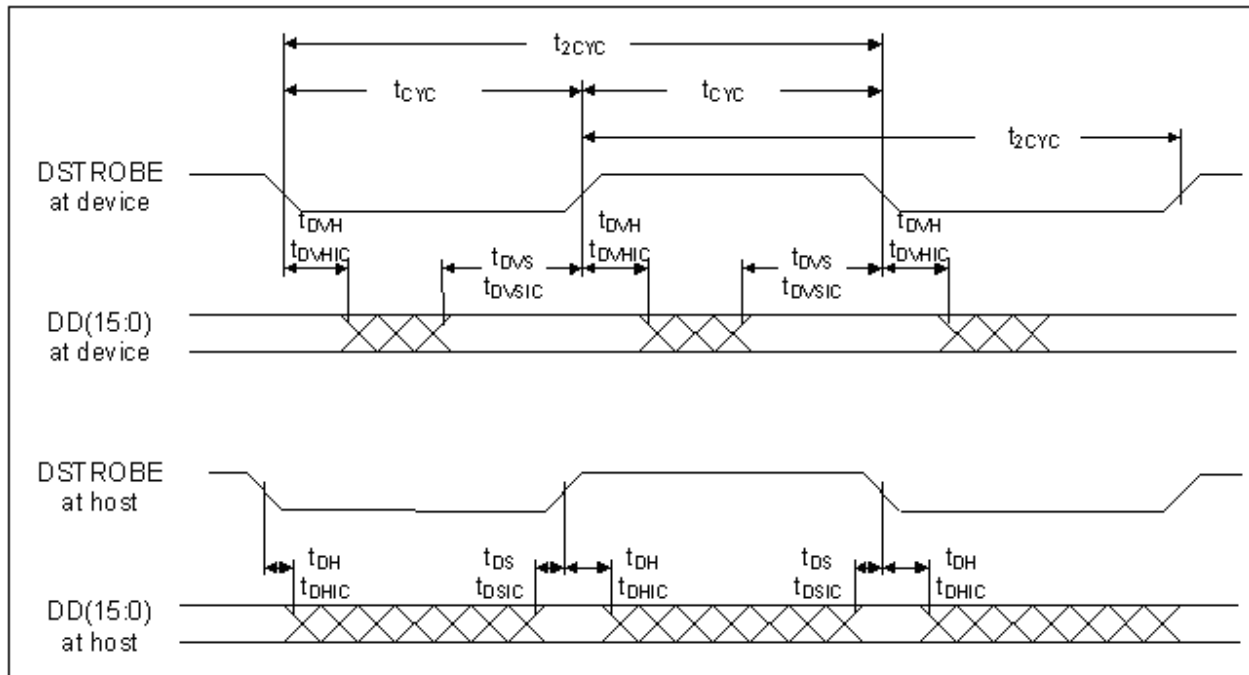 t2CYC
tCYC tCYC
t2CYC
DSTROBE
at device
tDVH tDVH tDVH
tDVHIC tDVS tDVHIC tDVS tDVHIC
tDVSIC tDVSIC
DD(15:0)
at device
DSTROBE
at host
tDH tDS tDH tDS tDH
tDHIC tDSIC tDHIC tDSIC tDHIC
DD(15:0)
at host